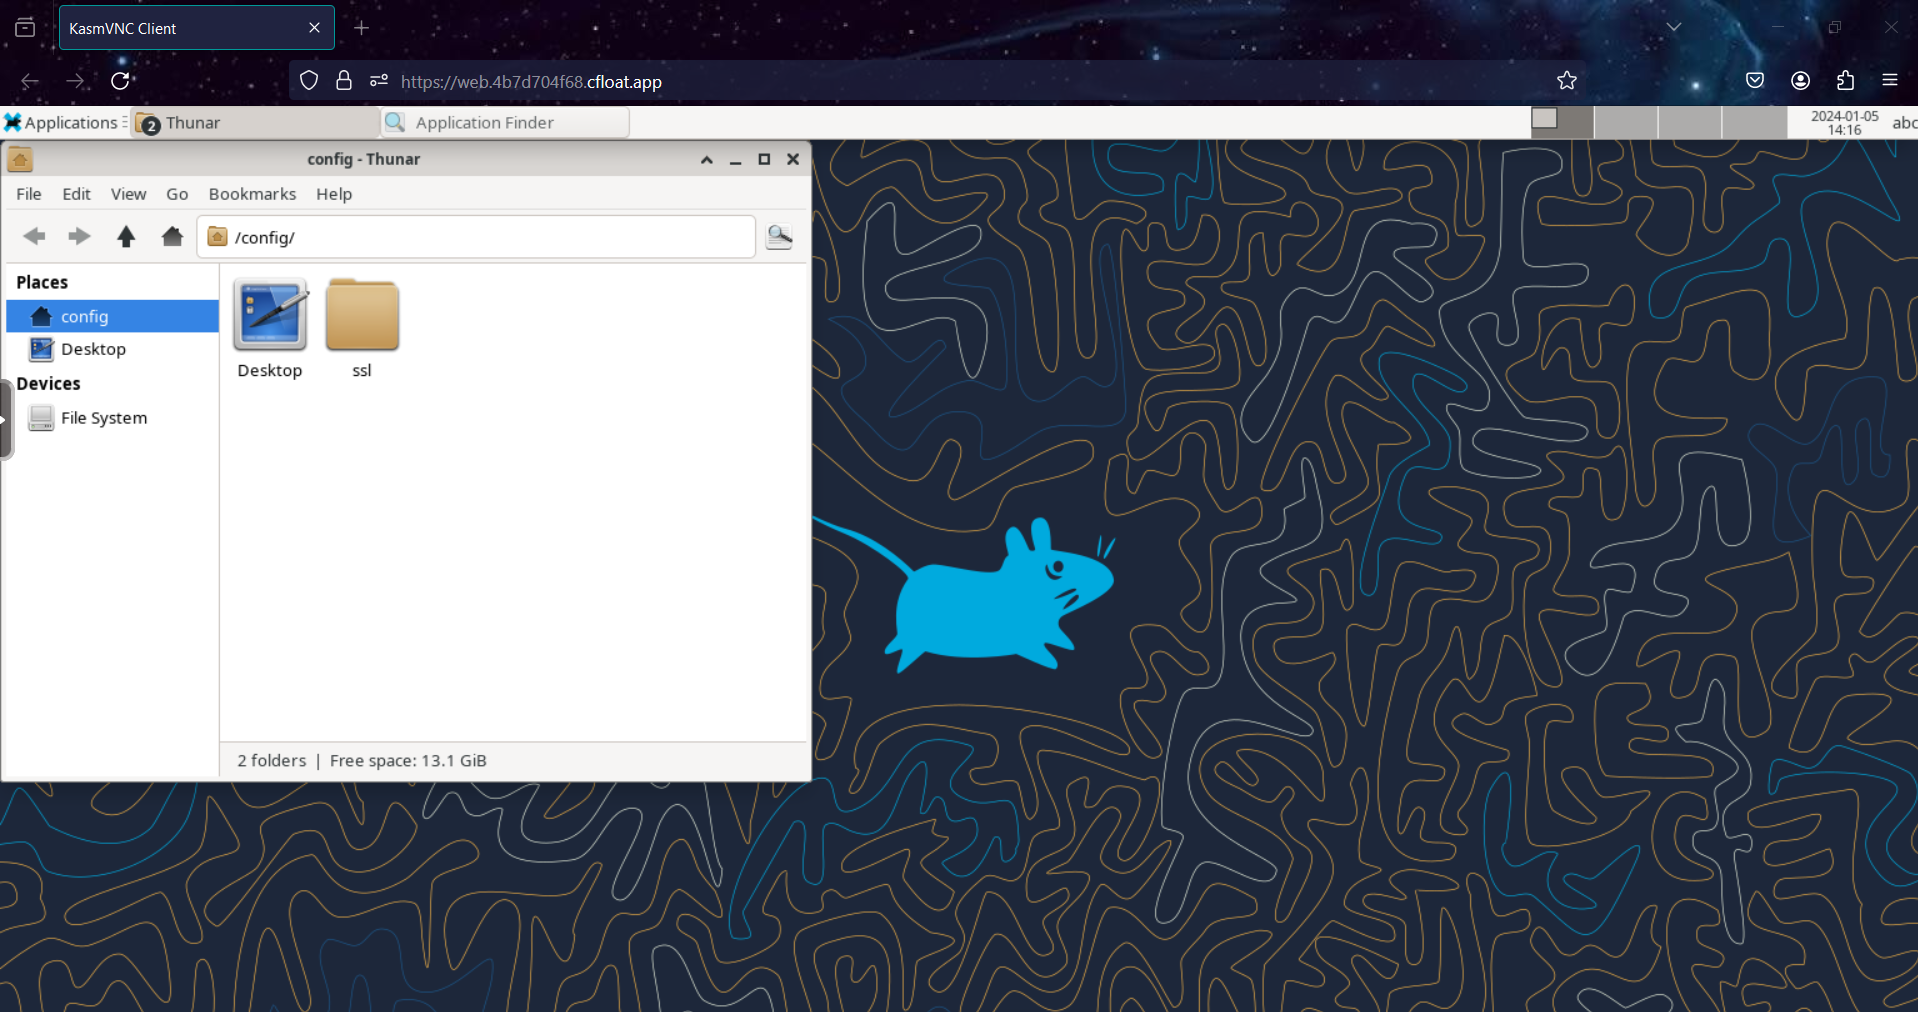 KasmVNC Client
https://web.4b7d704f68.cfloat.app
Applications
2 Thunar
Application Finder
2024-01-05
14:16
abc
config - Thunar
File Edit View Go Bookmarks Help
/config/
Places
config
Desktop
Devices
File System
Desktop
ssl
2 folders | Free space: 13.1 GiB